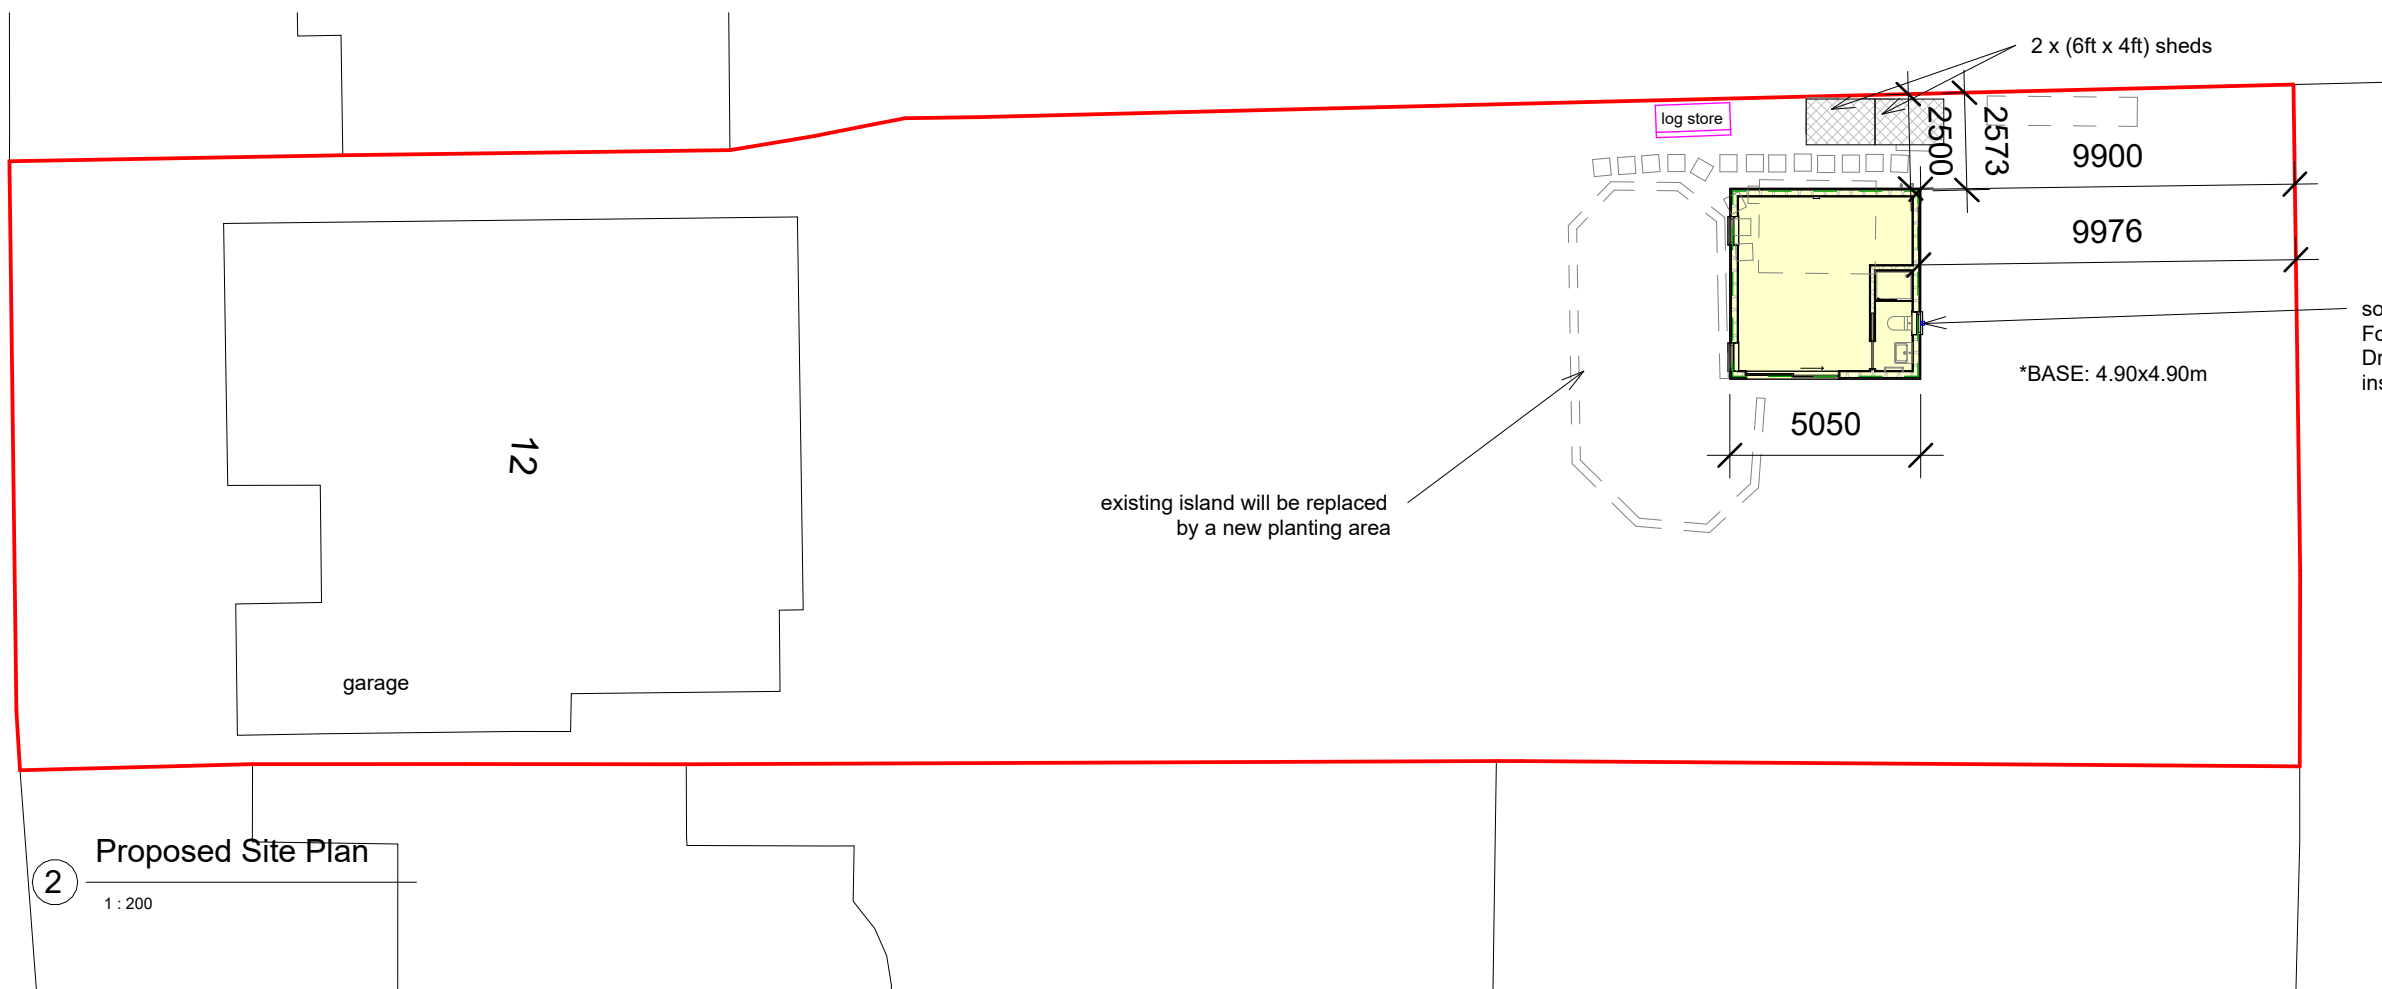 2 x (6ft x 4ft) sheds
log store
2500
2573
9900
9976
*BASE: 4.90x4.90m
5050
12
existing island will be replaced
by a new planting area
garage
Proposed Site Plan
2
1 : 200